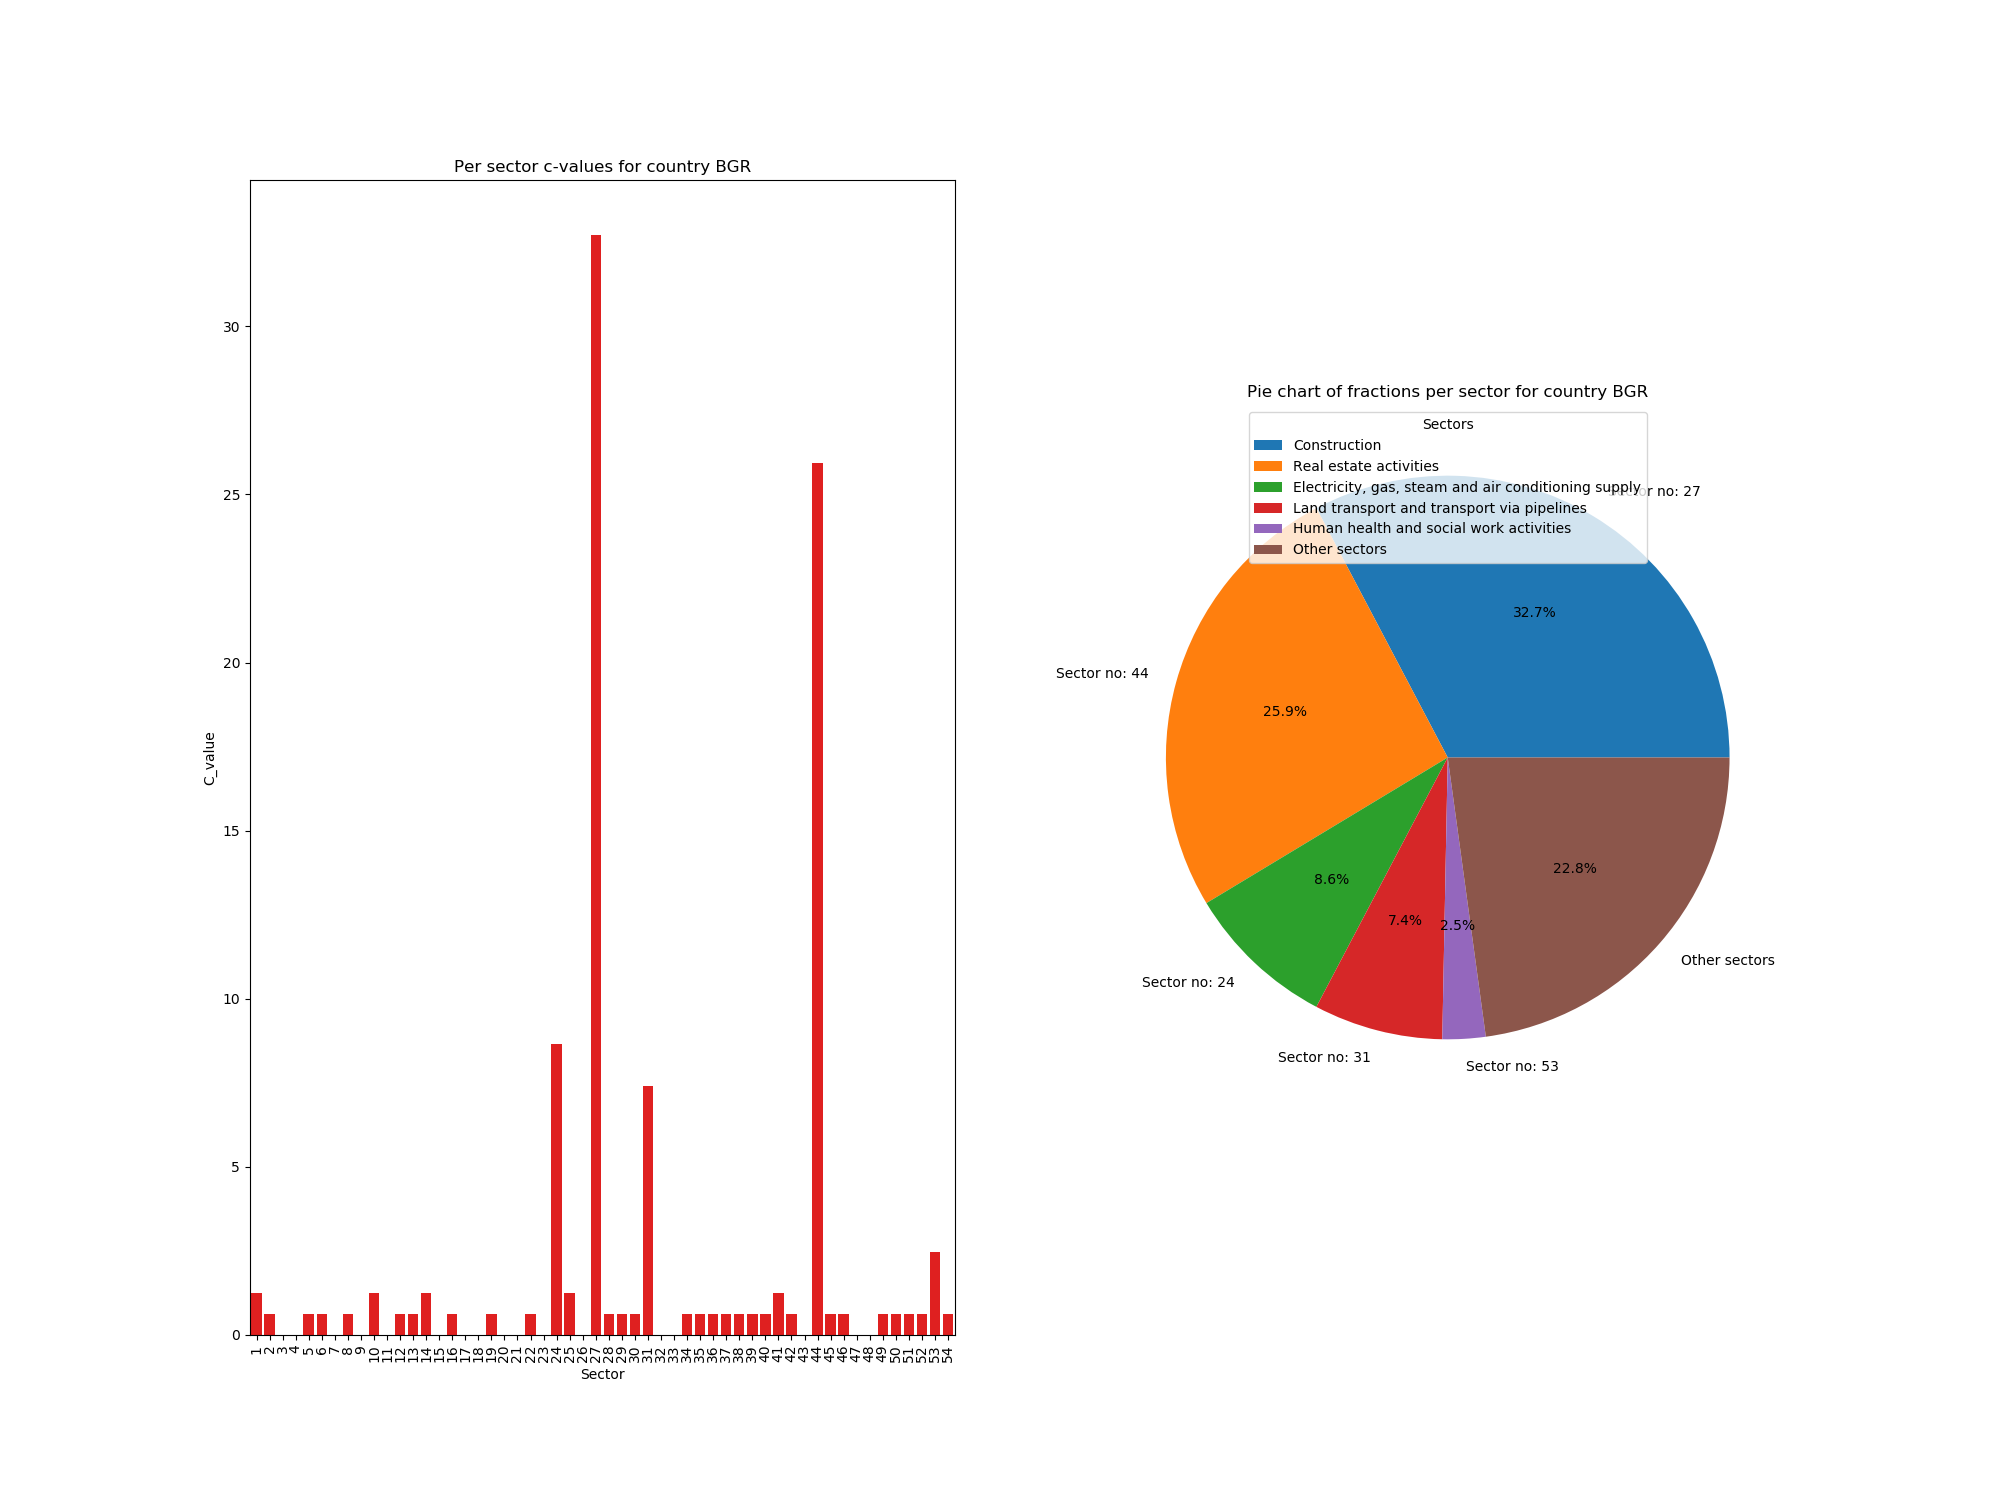 Per sector c-values for country BGR
30
25
20
15
10
5
0
C_value
1 2 3 4 5 6 7 8 9 10 11 12 13 14 15 16 17 18 19 20 21 22 23 24 25 26 27 28 29 30 31 32 33 34 35 36 37 38 39 40 41 42 43 44 45 46 47 48 49 50 51 52 53 54
Sector
Pie chart of fractions per sector for country BGR
Sectors
Construction
Real estate activities
Electricity, gas, steam and air conditioning supply
Land transport and transport via pipelines
Human health and social work activities
Other sectors
Sector no: 27
32.7%
Sector no: 44
25.9%
8.6%
22.8%
7.4%
2.5%
Other sectors
Sector no: 24
Sector no: 31
Sector no: 53